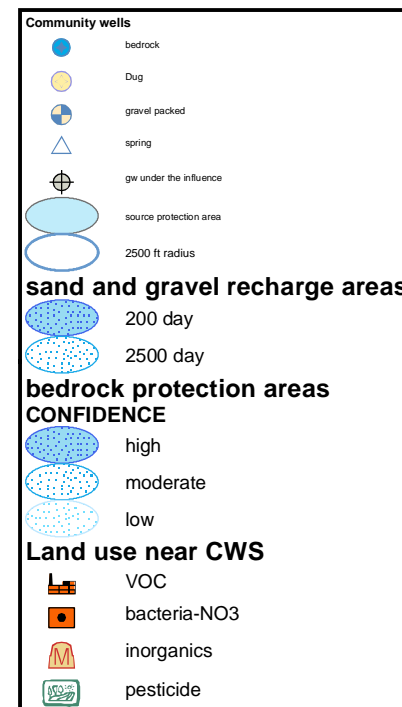 Community wells
bedrock
Dug
gravel packed
spring
gw under the influence
source protection area
2500 ft radius
sand and gravel recharge areas
200 day
2500 day
bedrock protection areas
CONFIDENCE
high
moderate
low
Land use near CWS
VOC
bacteria-NO3
M inorganics
pesticide